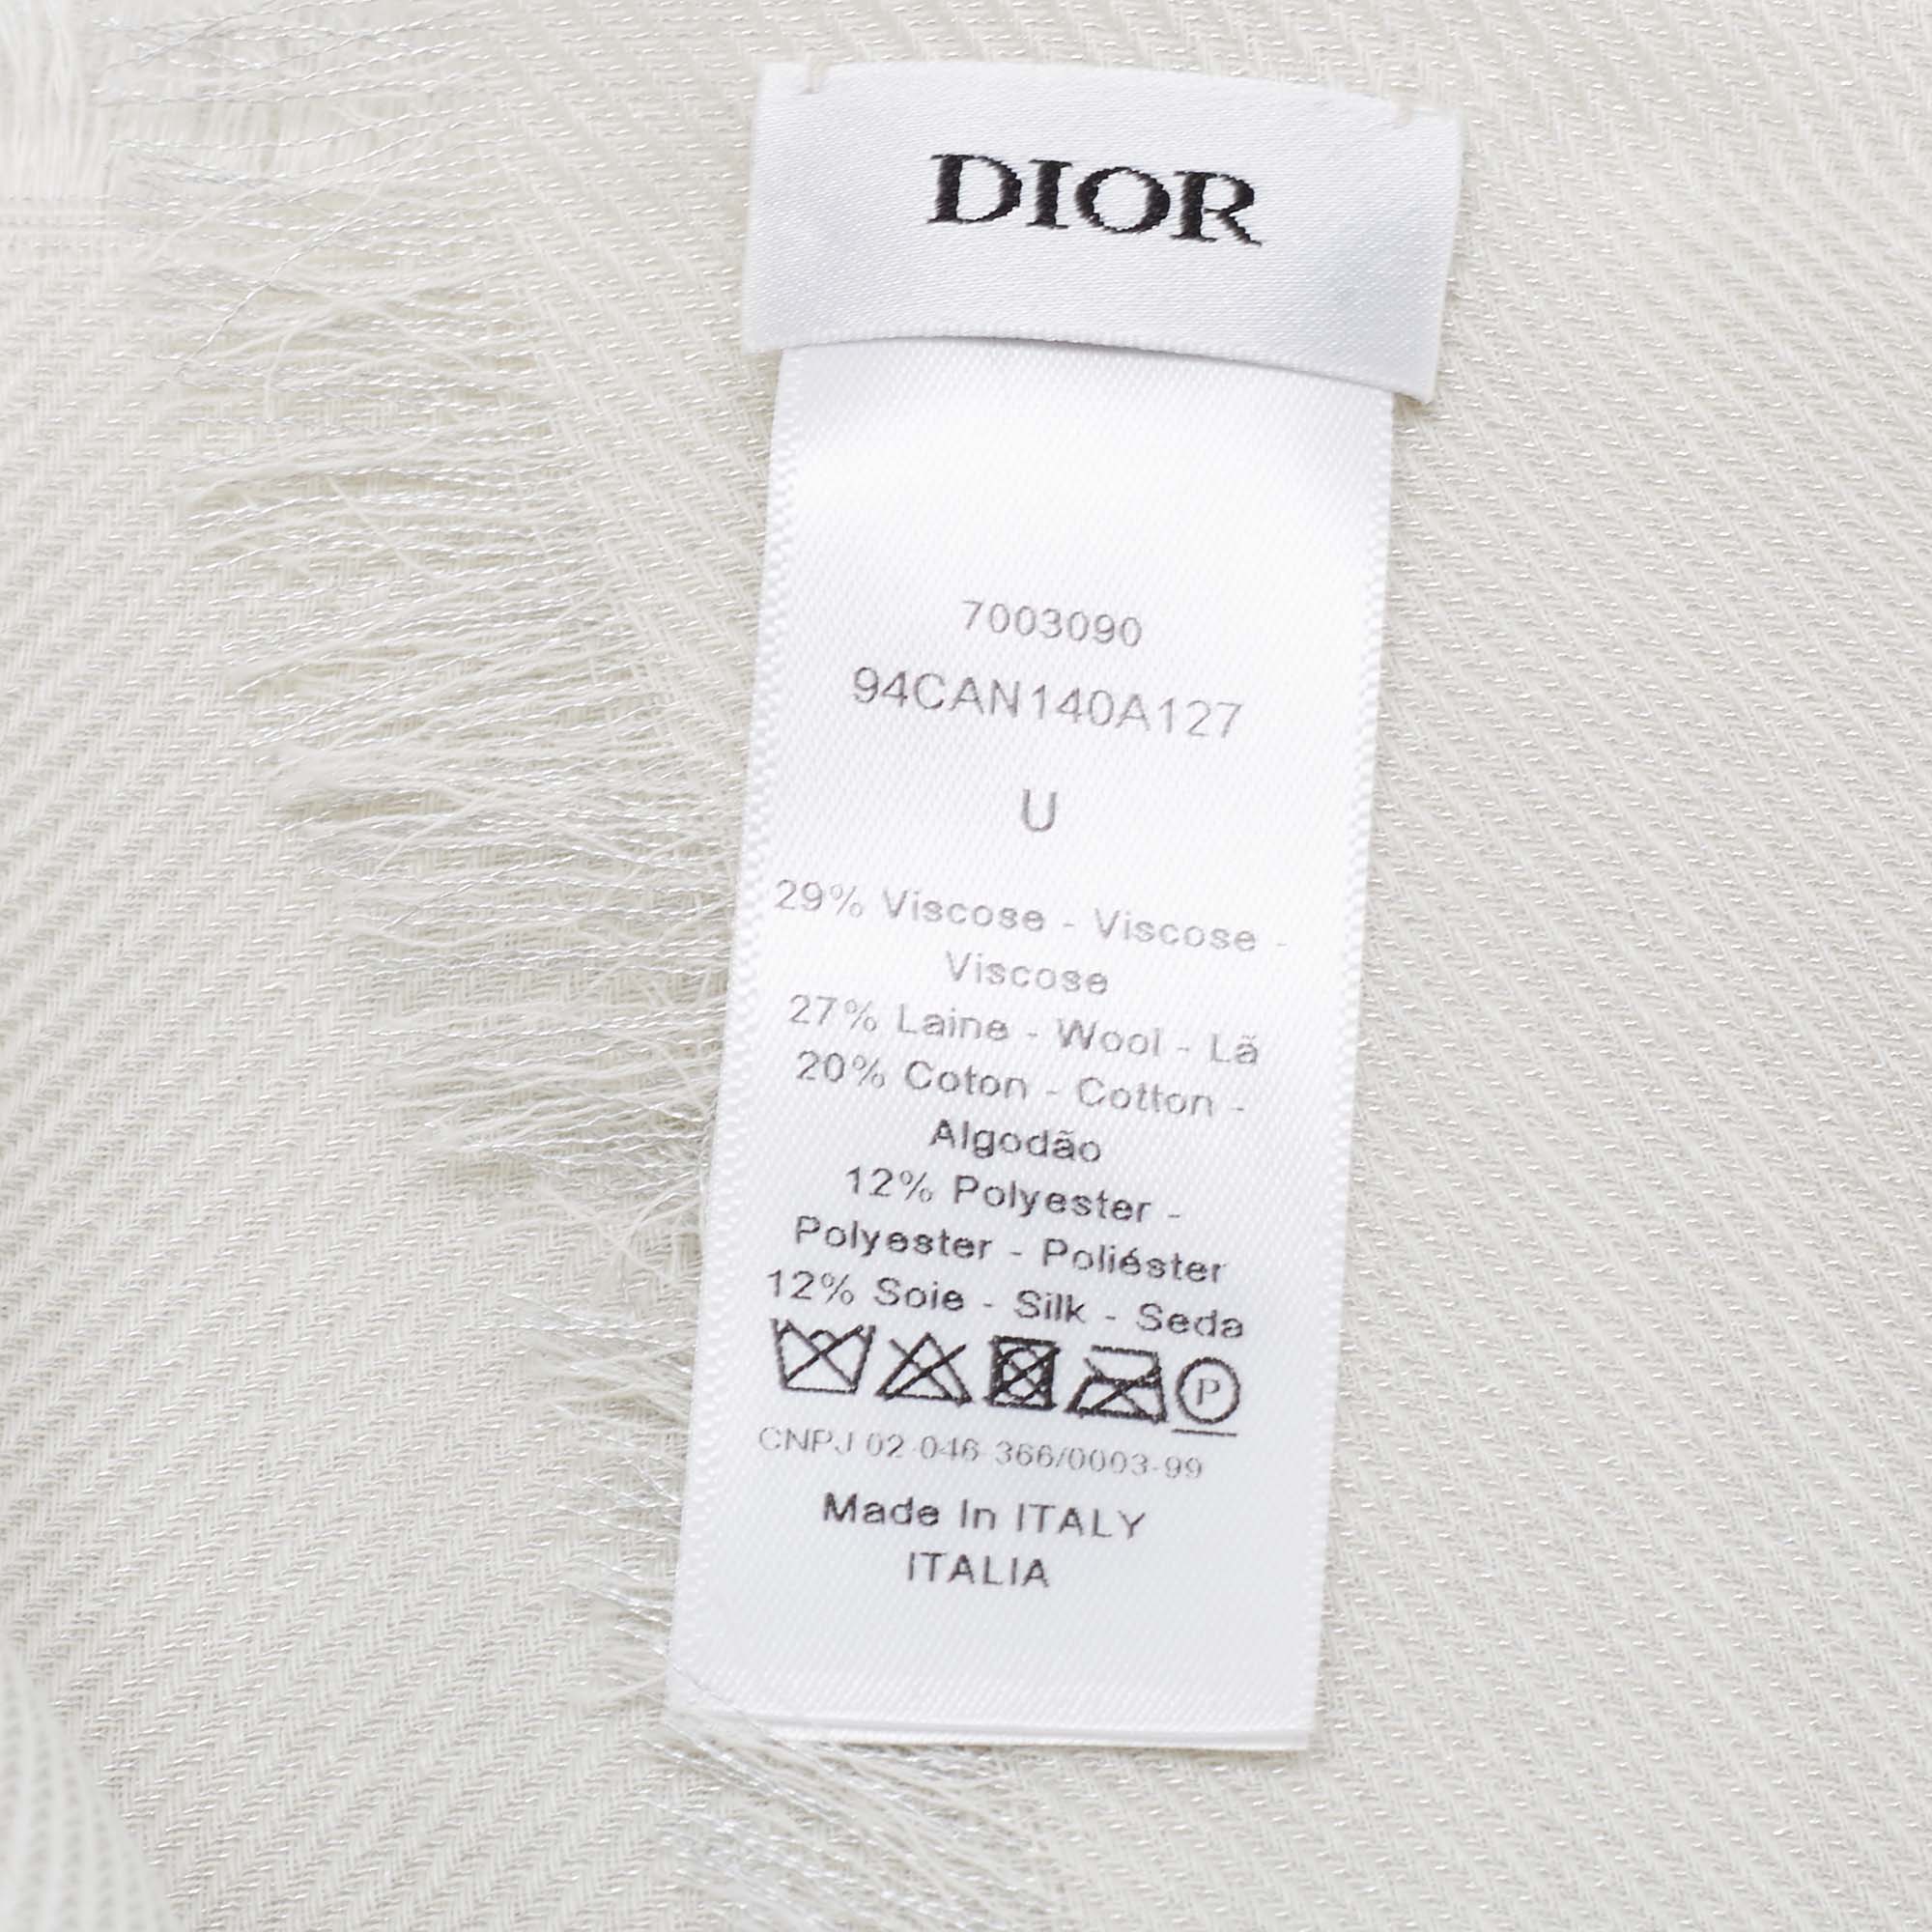 DIOR
7003090
94CAN140A127
U
29% Viscose - Viscose -
Viscose
27% Laine - Wool - Lã
20% Coton - Cotton -
Algodão
12% Polyester -
Polyester - Poliéster
12% Soie - Silk - Seda
P
CNPJ 02 046 366/0003-99
Made In ITALY
ITALIA